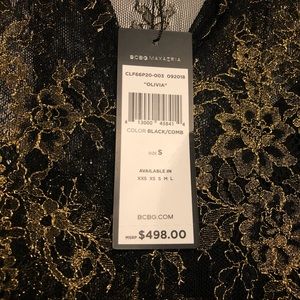 BCBGMAXAZRIA
CLF66P20-003 092018
"OLIVIA"
COLOR BLACK/COMB
SIZE S
AVAILABLE IN
XXS XS S M L
BCBG.COM
MSRP $498.00